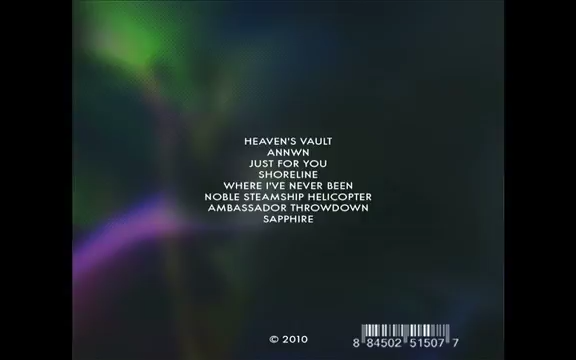 HEAVEN'S VAULT
ANNWN
JUST FOR YOU
SHORELINE
WHERE I'VE NEVER BEEN
NOBLE STEAMSHIP HELICOPTER
AMBASSADOR THROWDOWN
SAPPHIRE
© 2010
8 84502 51507 7